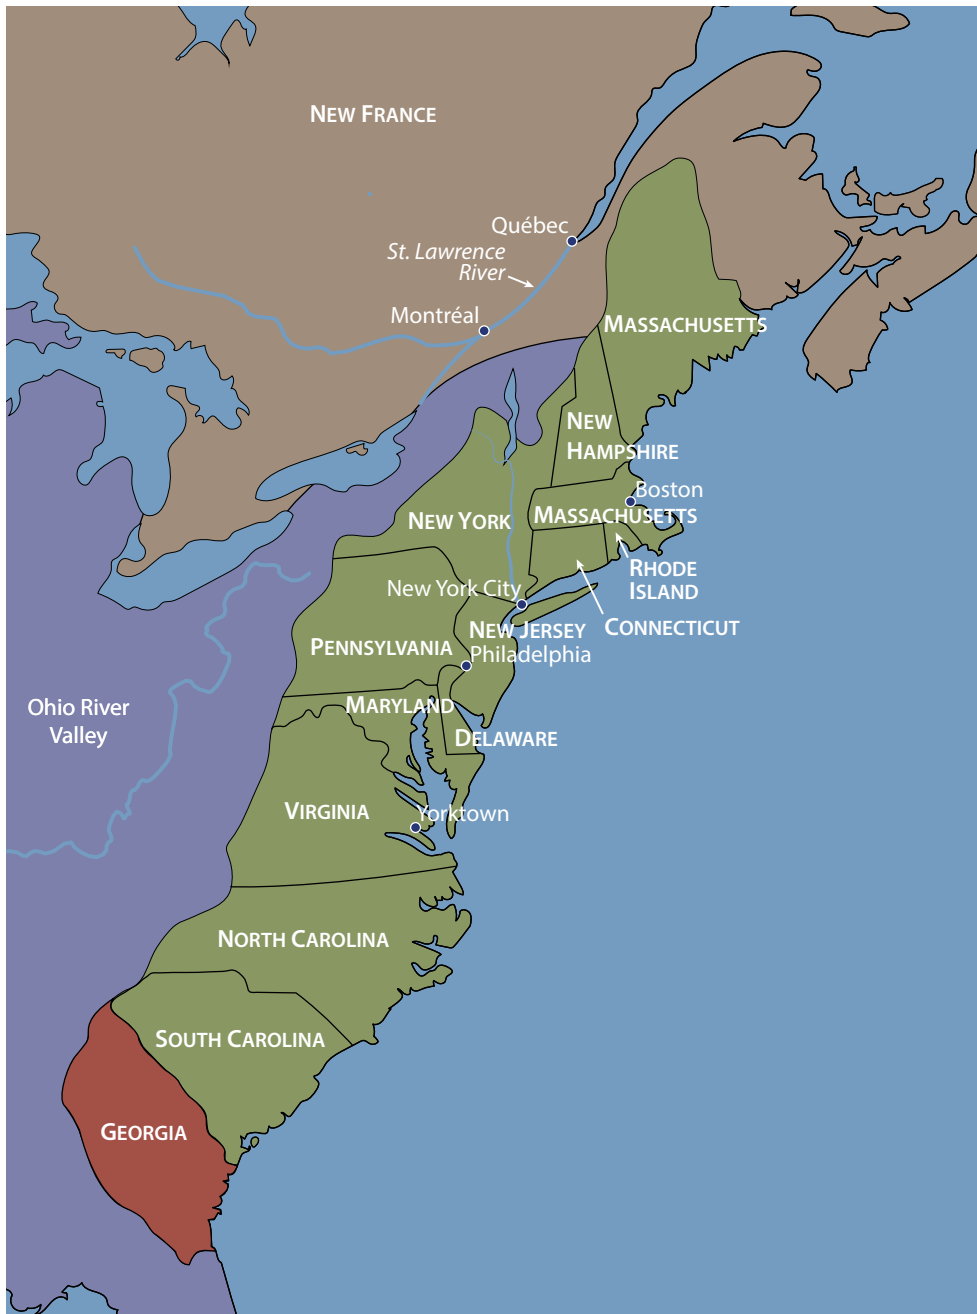 NEW FRANCE
Québec
St. Lawrence
River
Montréal
MASSACHUSETTS
NEW
HAMPSHIRE
Boston
MASSACHUSETTS
NEW YORK
RHODE
ISLAND
New York City
CONNECTICUT
NEW JERSEY
PENNSYLVANIA
Philadelphia
MARYLAND
Ohio River
Valley
DELAWARE
VIRGINIA
Yorktown
NORTH CAROLINA
SOUTH CAROLINA
GEORGIA